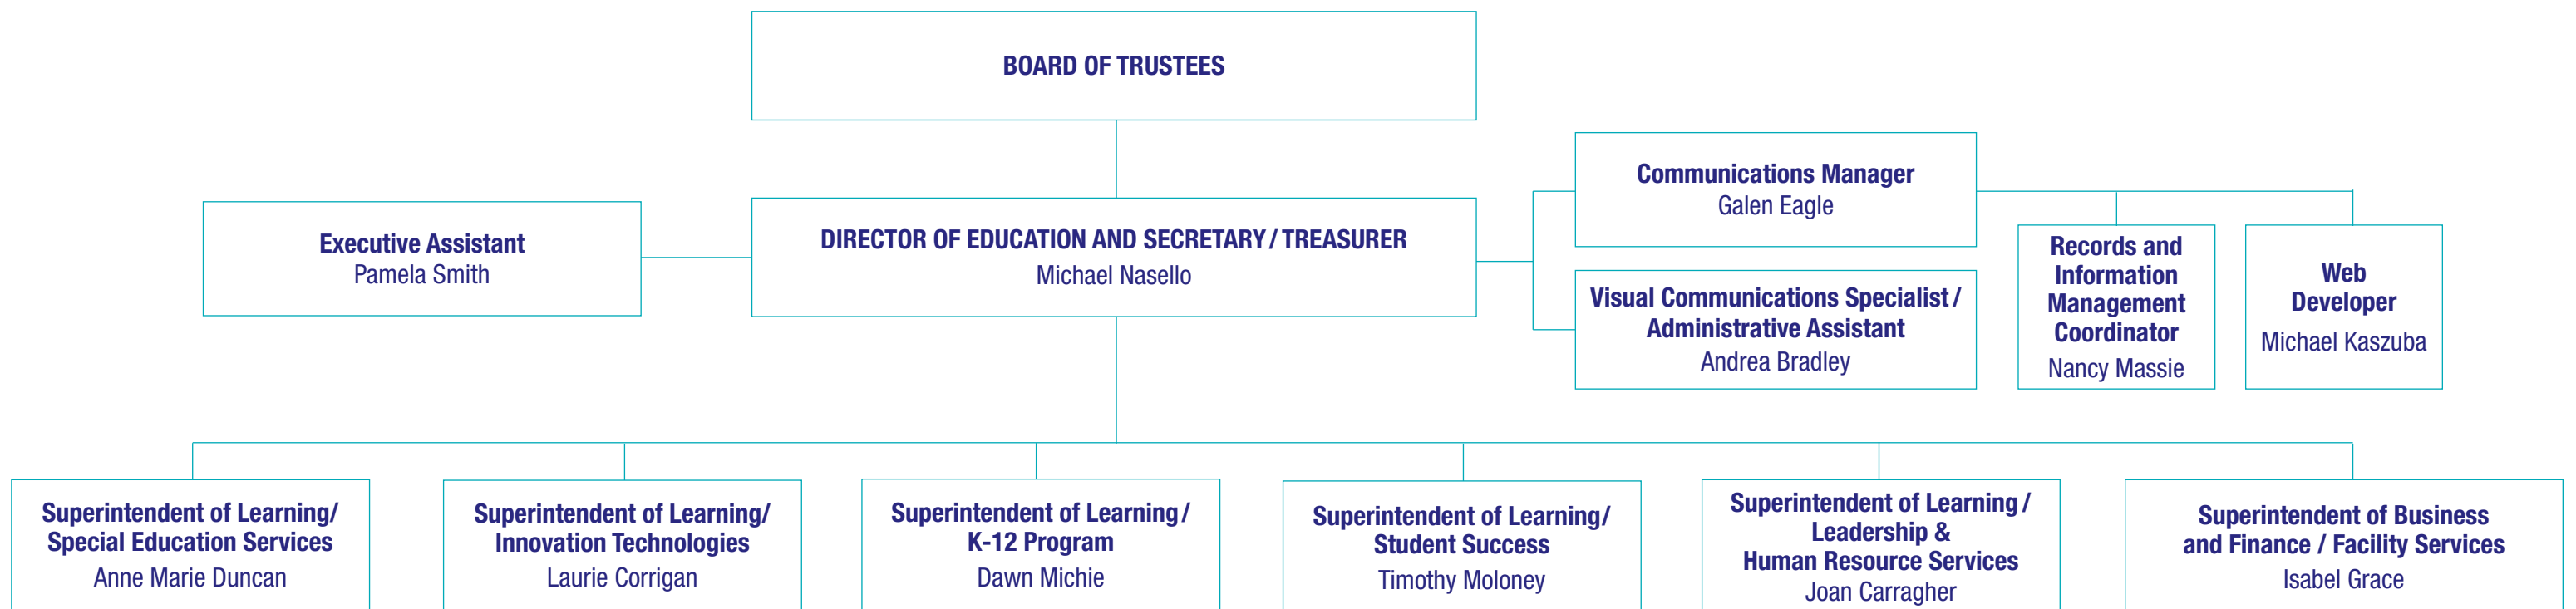 BOARD OF TRUSTEES
Executive Assistant
Pamela Smith
DIRECTOR OF EDUCATION AND SECRETARY / TREASURER
Michael Nasello
Communications Manager
Galen Eagle
Visual Communications Specialist /
Administrative Assistant
Andrea Bradley
Records and
Information
Management
Coordinator
Nancy Massie
Web
Developer
Michael Kaszuba
Superintendent of Learning/
Special Education Services
Anne Marie Duncan
Superintendent of Learning/
Innovation Technologies
Laurie Corrigan
Superintendent of Learning /
K-12 Program
Dawn Michie
Superintendent of Learning/
Student Success
Timothy Moloney
Superintendent of Learning /
Leadership &
Human Resource Services
Joan Carragher
Superintendent of Business
and Finance / Facility Services
Isabel Grace